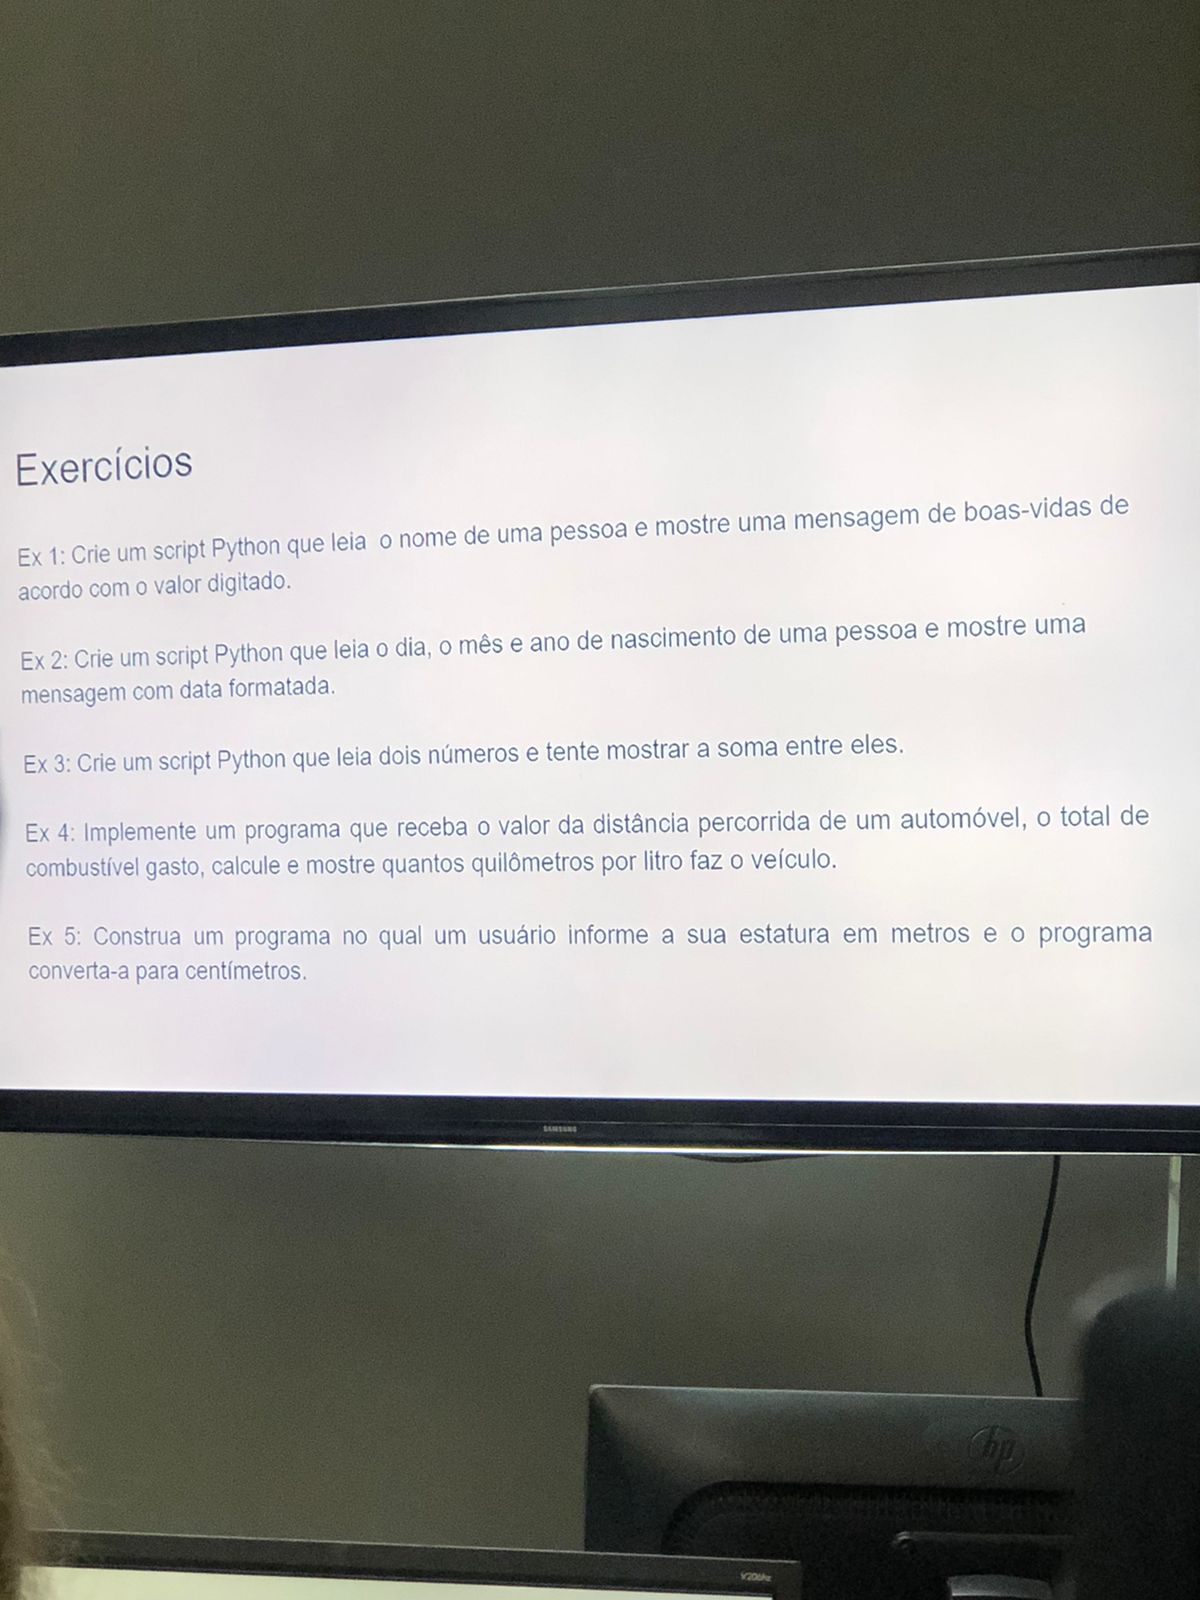 Exercícios
Ex 1: Crie um script Python que leia o nome de uma pessoa e mostre uma mensagem de boas-vidas de
acordo com o valor digitado.
Ex 2: Crie um script Python que leia o dia, o mês e ano de nascimento de uma pessoa e mostre uma
mensagem com data formatada.
Ex 3: Crie um script Python que leia dois números e tente mostrar a soma entre eles.
Ex 4: Implemente um programa que receba o valor da distância percorrida de um automóvel, o total de
combustível gasto, calcule e mostre quantos quilômetros por litro faz o veículo.
Ex 5: Construa um programa no qual um usuário informe a sua estatura em metros e o programa
converta-a para centímetros.
SAMSUNG
hp